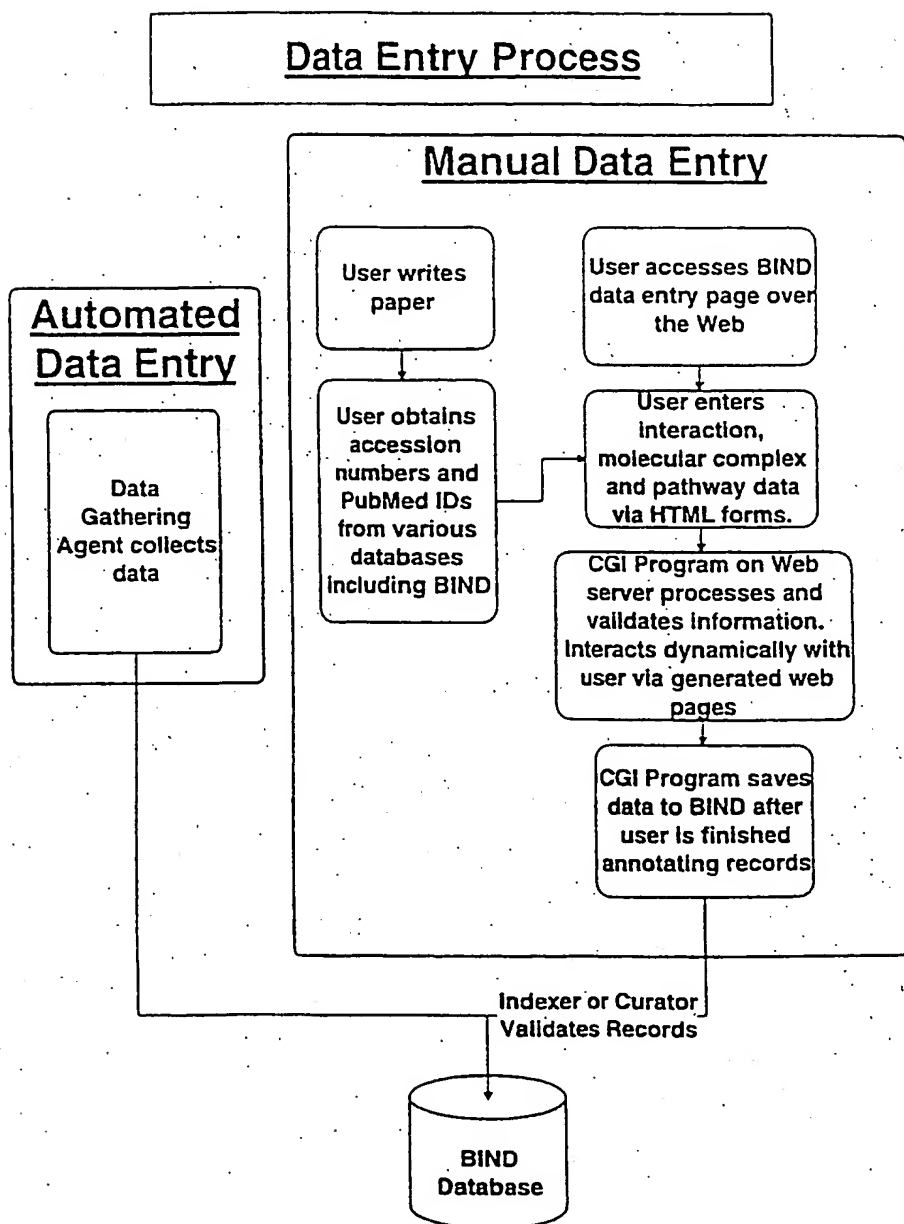 Data Entry Process
Manual Data Entry
User writes
paper
User accesses BIND
data entry page over
the Web
Automated
Data Entry
Data
Gathering
Agent collects
data
User obtains
accession
numbers and
PubMed IDs
from various
databases
including BIND
User enters
interaction,
molecular complex
and pathway data
via HTML forms.
CGI Program on Web
server processes and
validates information.
Interacts dynamically with
user via generated web
pages
CGI Program saves
data to BIND after
user is finished
annotating records
Indexer or Curator
Validates Records
BIND
Database